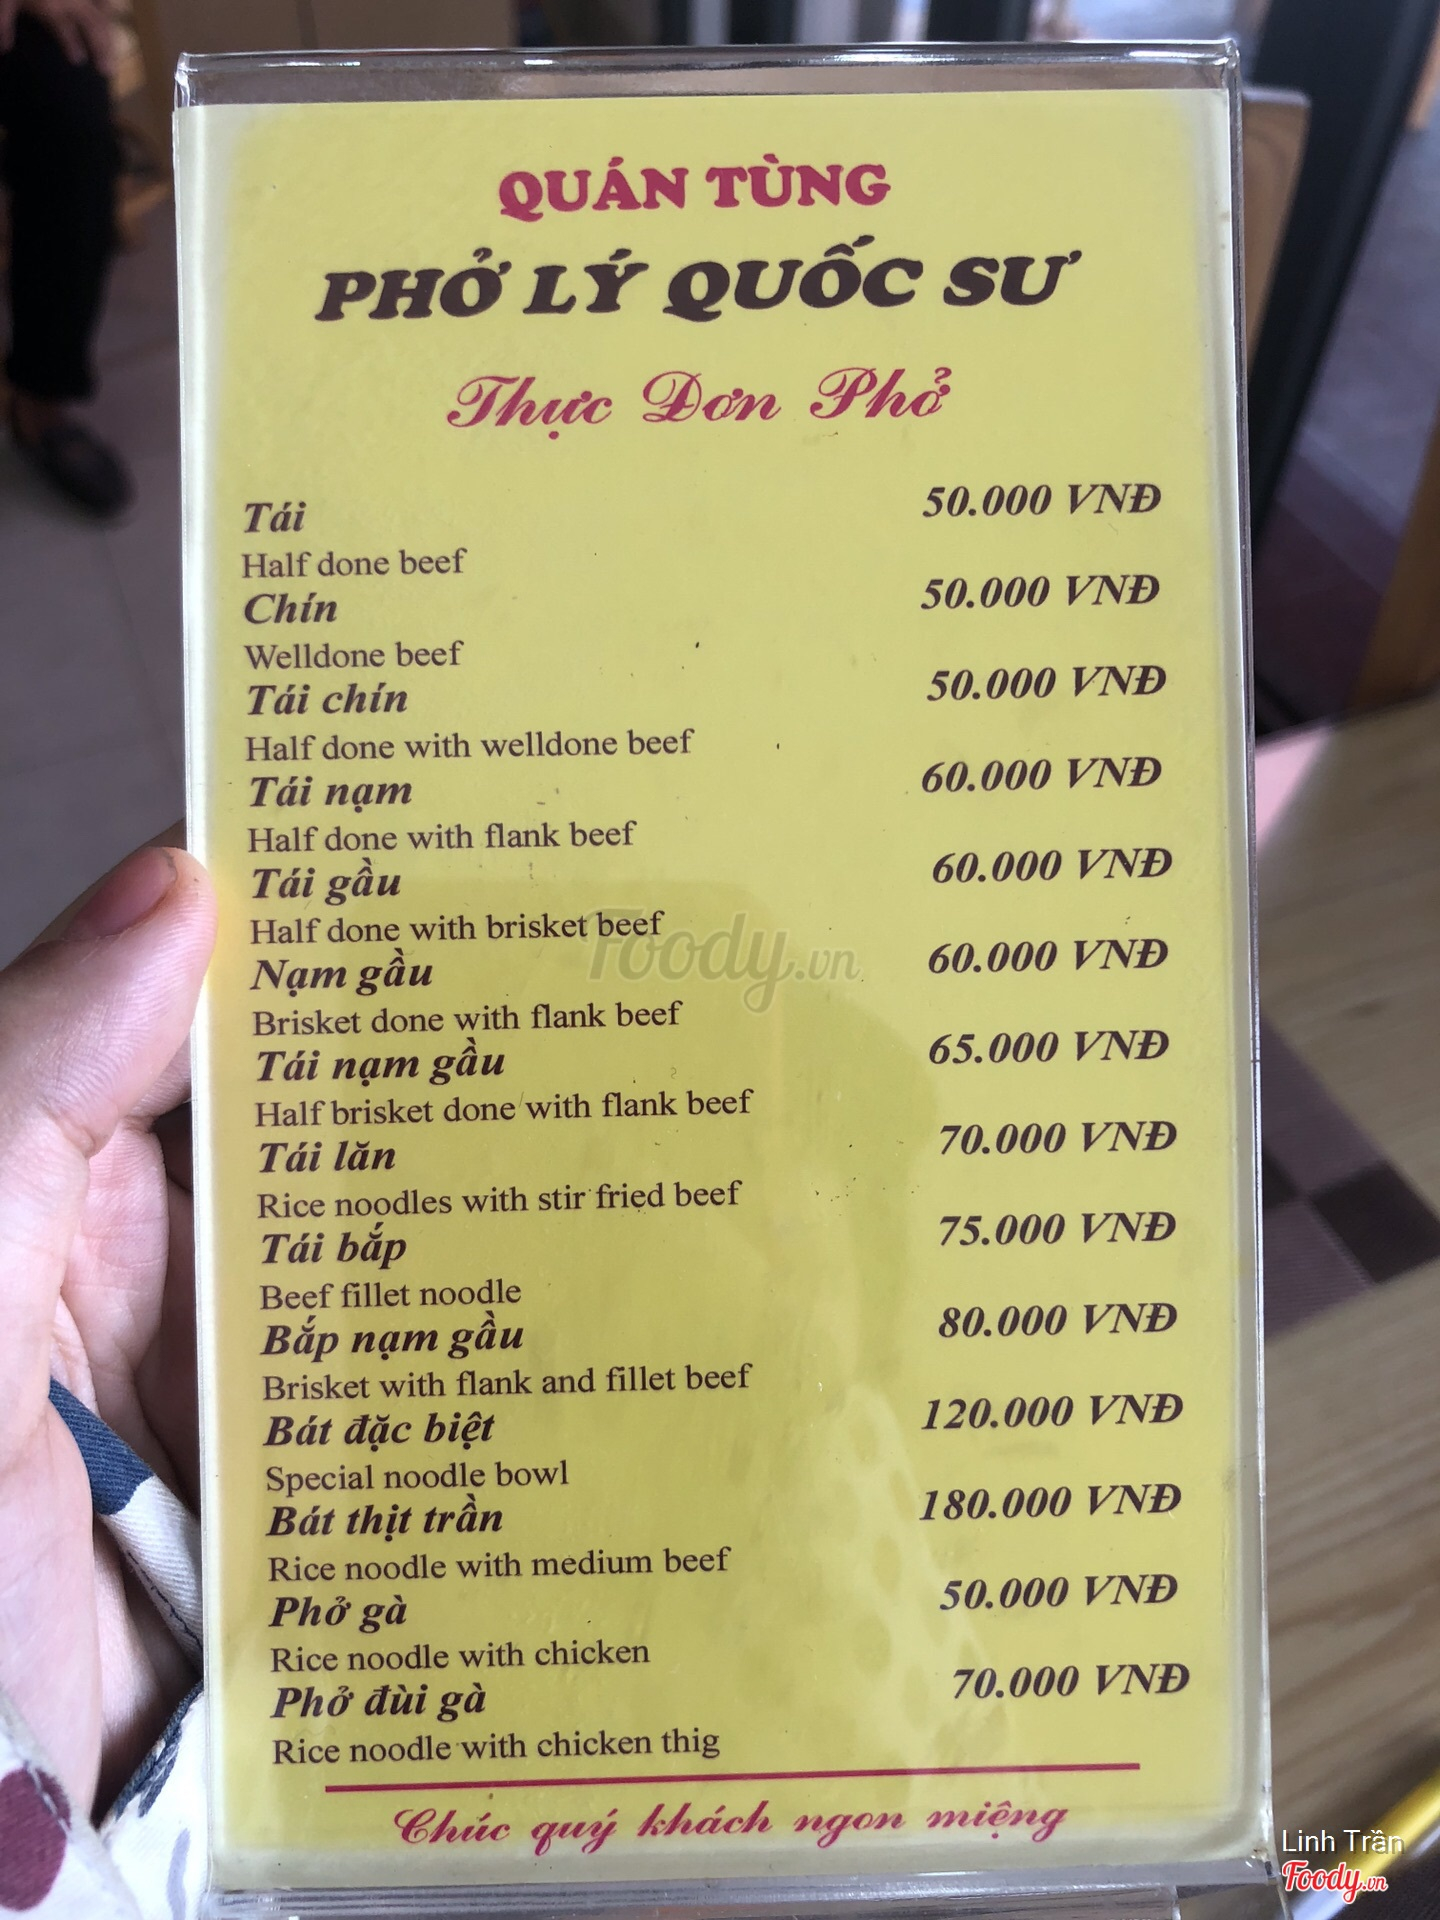 QUÁN TÙNG
PHỞ LÝ QUỐC SƯ
Thực Đơn Phở
Tái 50.000 VNĐ
Half done beef
Chín 50.000 VNĐ
Welldone beef
Tái chín 50.000 VNĐ
Half done with welldone beef
Tái nạm 60.000 VNĐ
Half done with flank beef
Tái gầu 60.000 VNĐ
Half done with brisket beef
Nạm gầu 60.000 VNĐ
Brisket done with flank beef
Tái nạm gầu 65.000 VNĐ
Half brisket done with flank beef
Tái lăn 70.000 VNĐ
Rice noodles with stir fried beef
Tái bắp 75.000 VNĐ
Beef fillet noodle
Bắp nạm gầu 80.000 VNĐ
Brisket with flank and fillet beef
Bát đặc biệt 120.000 VNĐ
Special noodle bowl
Bát thịt trần 180.000 VNĐ
Rice noodle with medium beef
Phở gà 50.000 VNĐ
Rice noodle with chicken
Phở đùi gà 70.000 VNĐ
Rice noodle with chicken thig
Chúc quý khách ngon miệng
Foody.vn
Linh Trần
Foody.vn